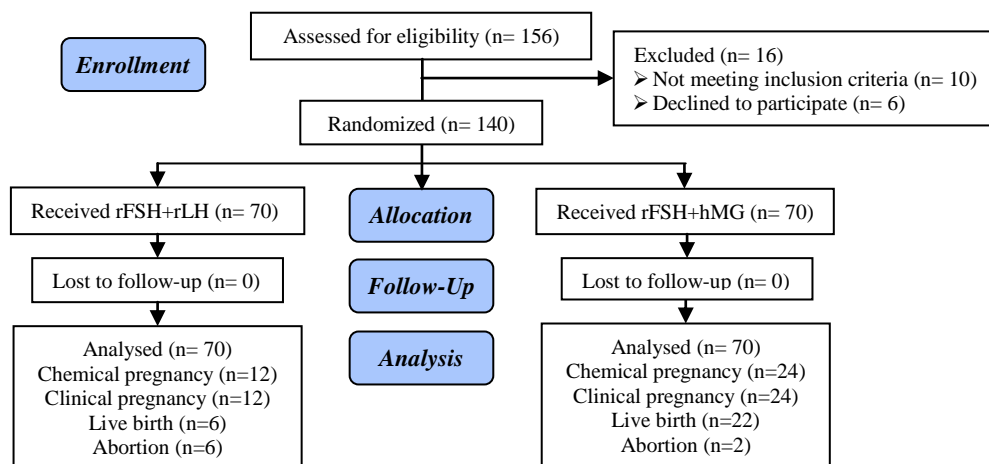 Assessed for eligibility (n= 156)
Enrollment
Excluded (n= 16)
➢ Not meeting inclusion criteria (n= 10)
➢ Declined to participate (n= 6)
Randomized (n= 140)
Received rFSH+rLH (n= 70)
Allocation
Received rFSH+hMG (n= 70)
Lost to follow-up (n= 0)
Follow-Up
Lost to follow-up (n= 0)
Analysed (n= 70)
Chemical pregnancy (n=12)
Clinical pregnancy (n=12)
Live birth (n=6)
Abortion (n=6)
Analysis
Analysed (n= 70)
Chemical pregnancy (n=24)
Clinical pregnancy (n=24)
Live birth (n=22)
Abortion (n=2)